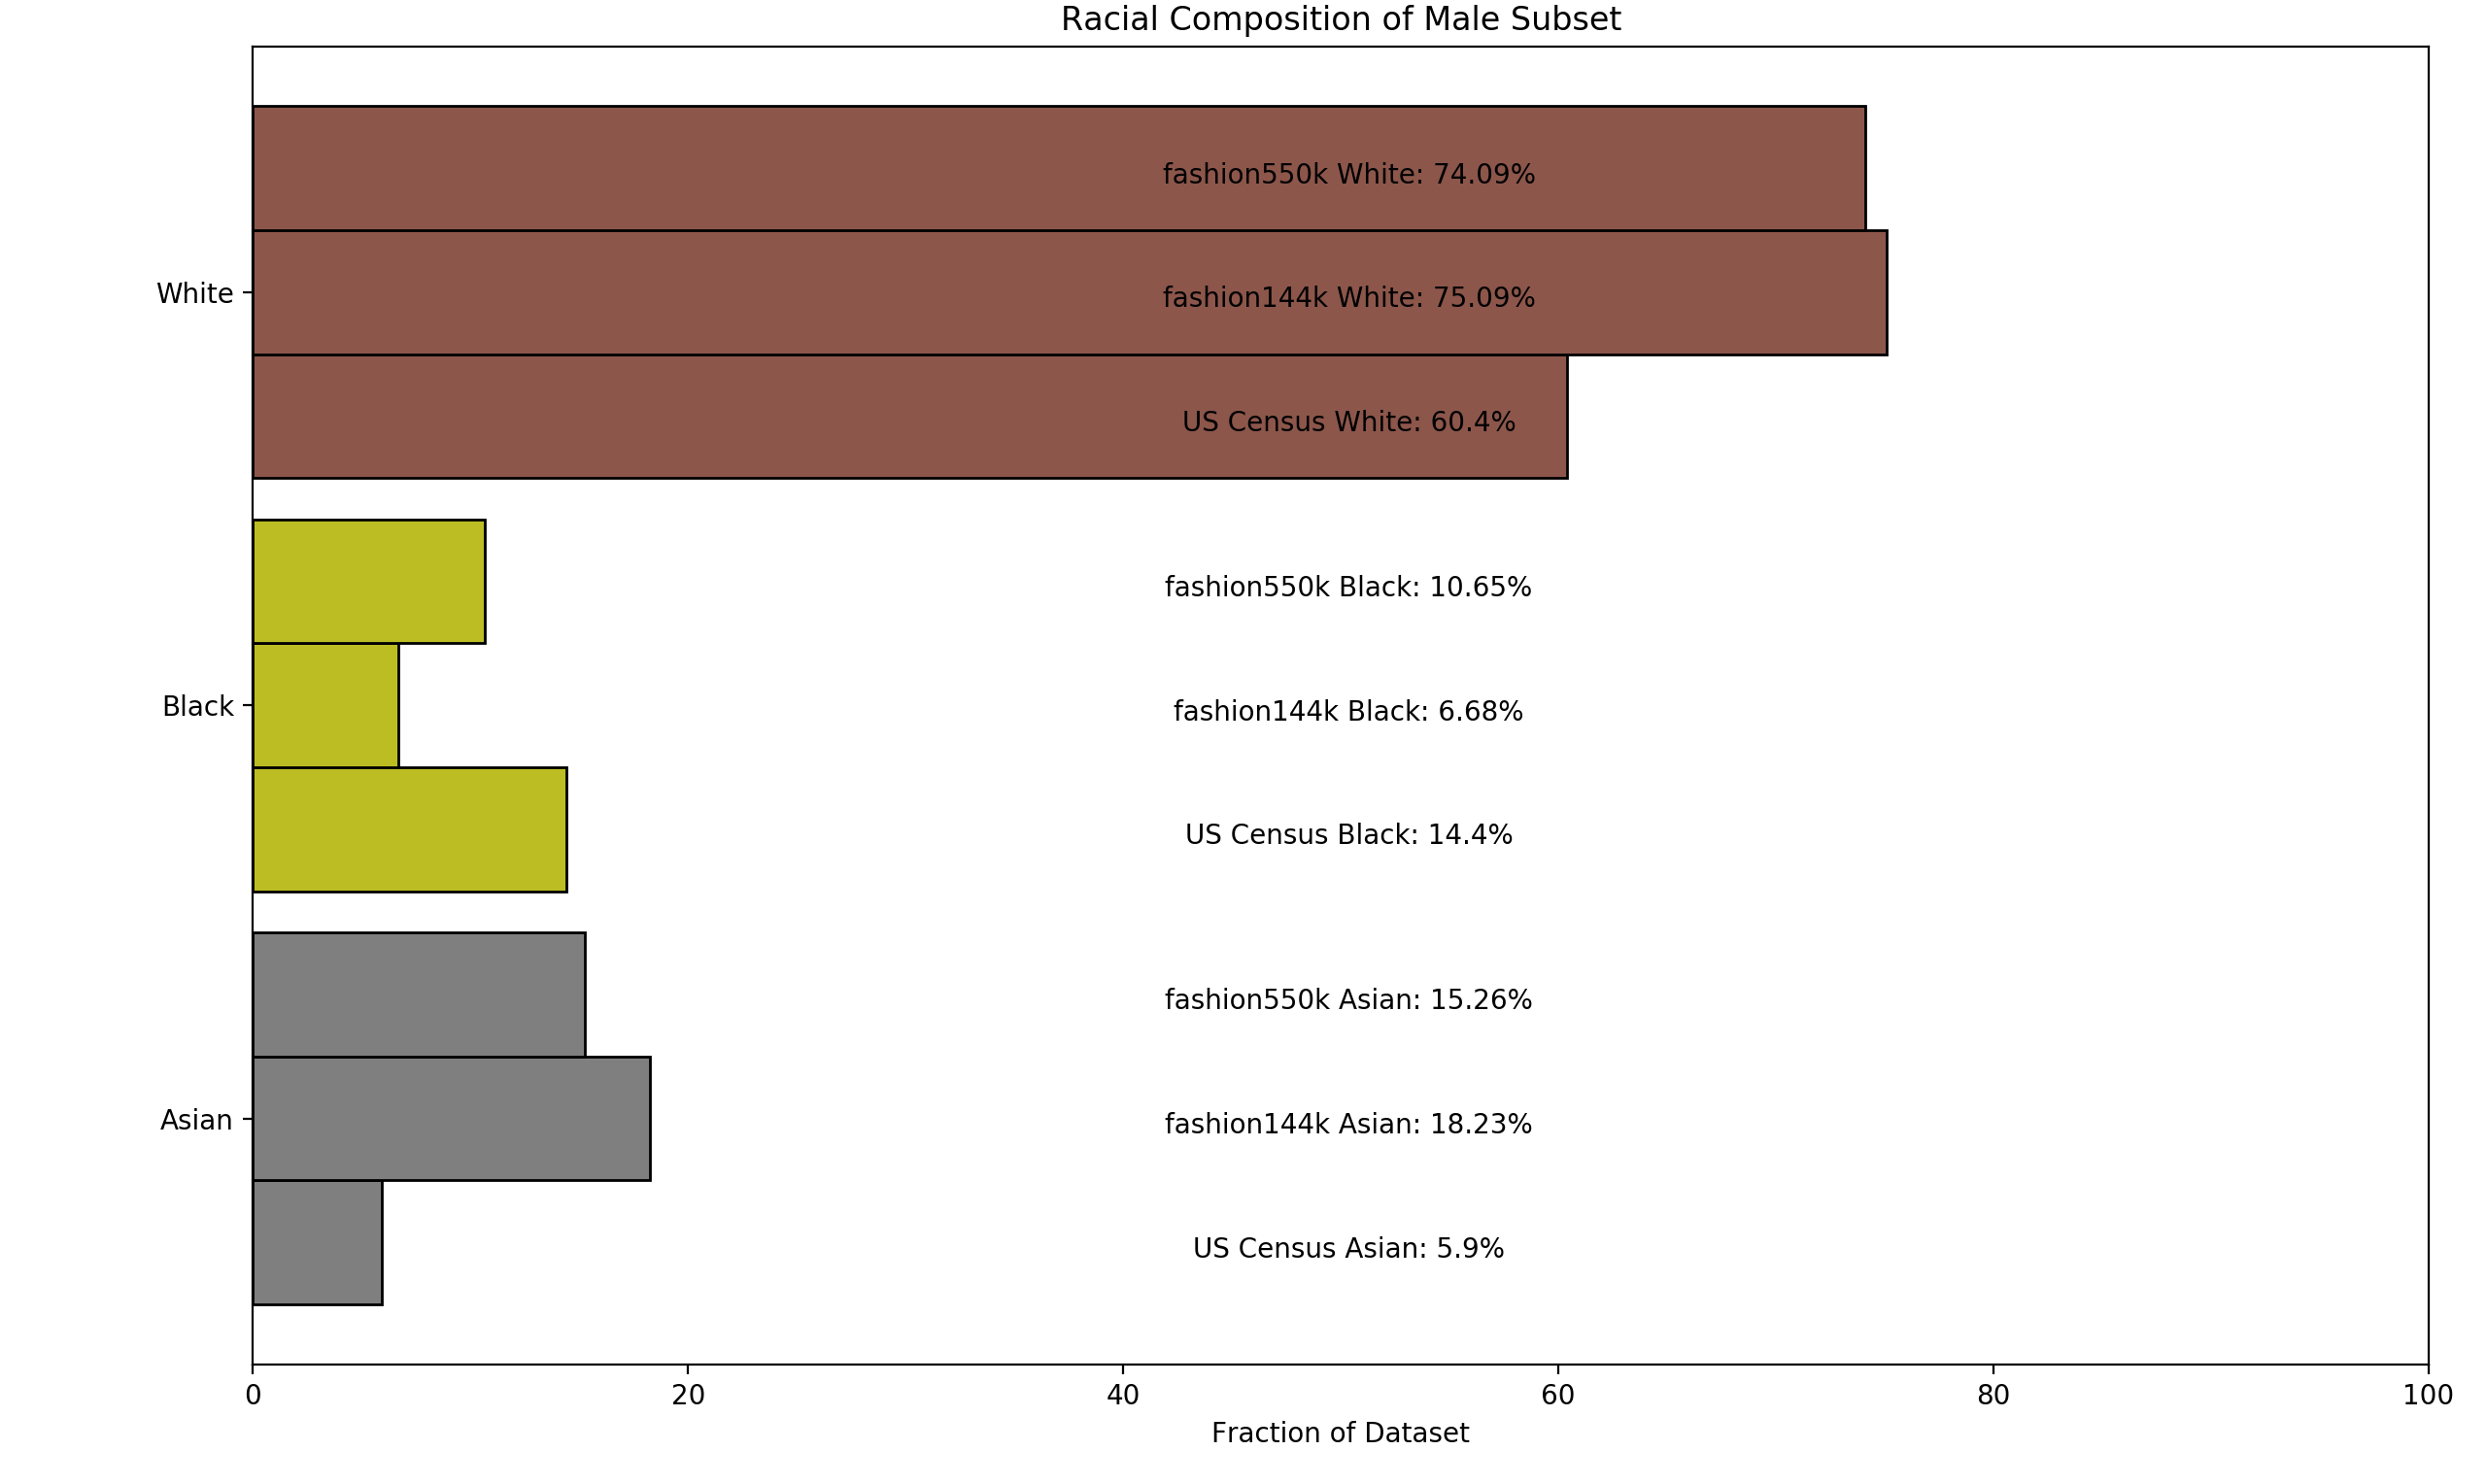 Racial Composition of Male Subset
fashion550k White: 74.09%
White
fashion144k White: 75.09%
US Census White: 60.4%
fashion550k Black: 10.65%
Black
fashion144k Black: 6.68%
US Census Black: 14.4%
fashion550k Asian: 15.26%
Asian
fashion144k Asian: 18.23%
US Census Asian: 5.9%
0 20 40 60 80 100
Fraction of Dataset